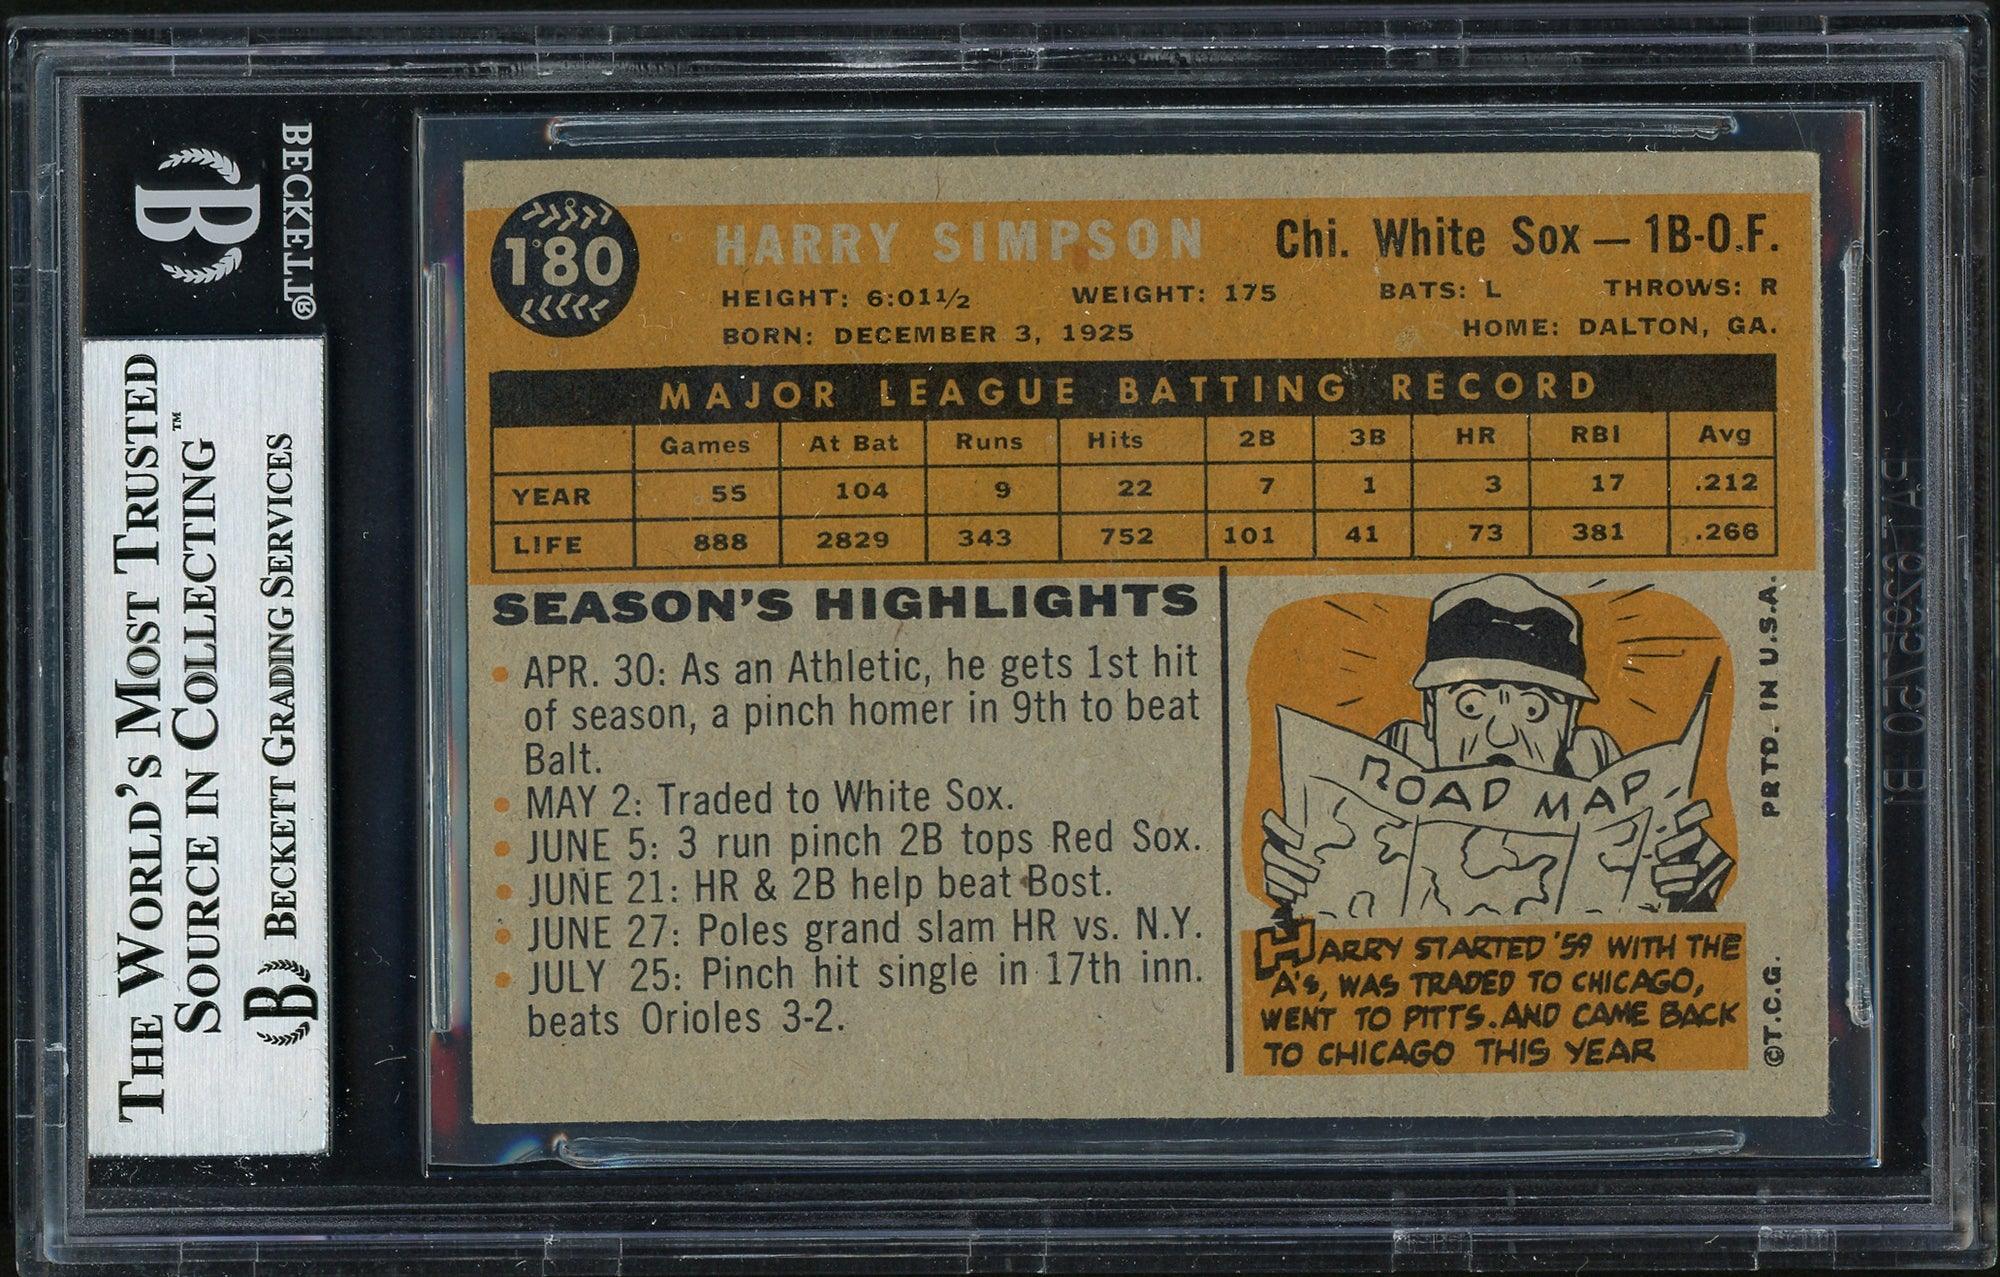 BECKETT®
B
THE WORLD'S MOST TRUSTED
SOURCE IN COLLECTING™
B BECKETT GRADING SERVICES
180
HARRY SIMPSON Chi. White Sox — 1B-O.F.
HEIGHT: 6:01½ WEIGHT: 175 BATS: L THROWS: R
BORN: DECEMBER 3, 1925 HOME: DALTON, GA.
MAJOR LEAGUE BATTING RECORD
Games At Bat Runs Hits 2B 3B HR RBI Avg
YEAR 55 104 9 22 7 1 3 17 .212
LIFE 888 2829 343 752 101 41 73 381 .266
SEASON'S HIGHLIGHTS
• APR. 30: As an Athletic, he gets 1st hit
of season, a pinch homer in 9th to beat
Balt.
• MAY 2: Traded to White Sox.
• JUNE 5: 3 run pinch 2B tops Red Sox.
• JUNE 21: HR & 2B help beat Bost.
• JUNE 27: Poles grand slam HR vs. N.Y.
• JULY 25: Pinch hit single in 17th inn.
beats Orioles 3-2.
ROAD MAP
HARRY STARTED '59 WITH THE
A's, WAS TRADED TO CHICAGO,
WENT TO PITTS. AND CAME BACK
TO CHICAGO THIS YEAR
©T.C.G. PRTD. IN U.S.A.